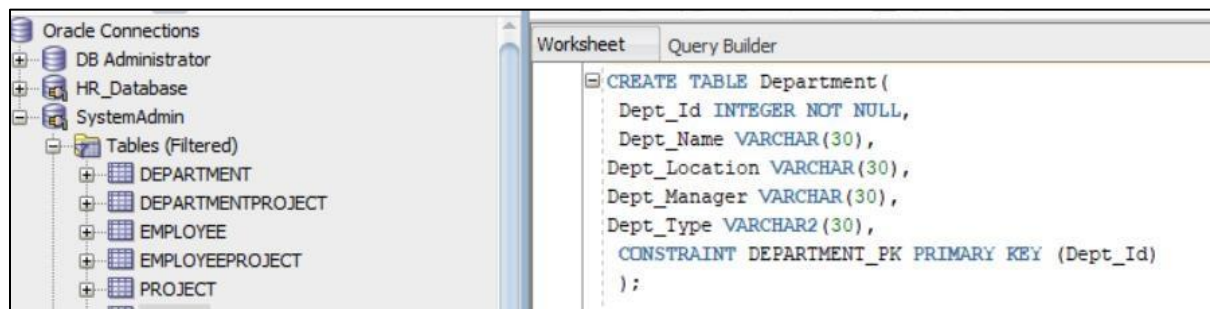 Oracle Connections
DB Administrator
HR_Database
SystemAdmin
Tables (Filtered)
DEPARTMENT
DEPARTMENTPROJECT
EMPLOYEE
EMPLOYEEPROJECT
PROJECT
Worksheet Query Builder
CREATE TABLE Department(
Dept_Id INTEGER NOT NULL,
Dept_Name VARCHAR(30),
Dept_Location VARCHAR(30),
Dept_Manager VARCHAR(30),
Dept_Type VARCHAR2(30),
CONSTRAINT DEPARTMENT_PK PRIMARY KEY (Dept_Id)
);